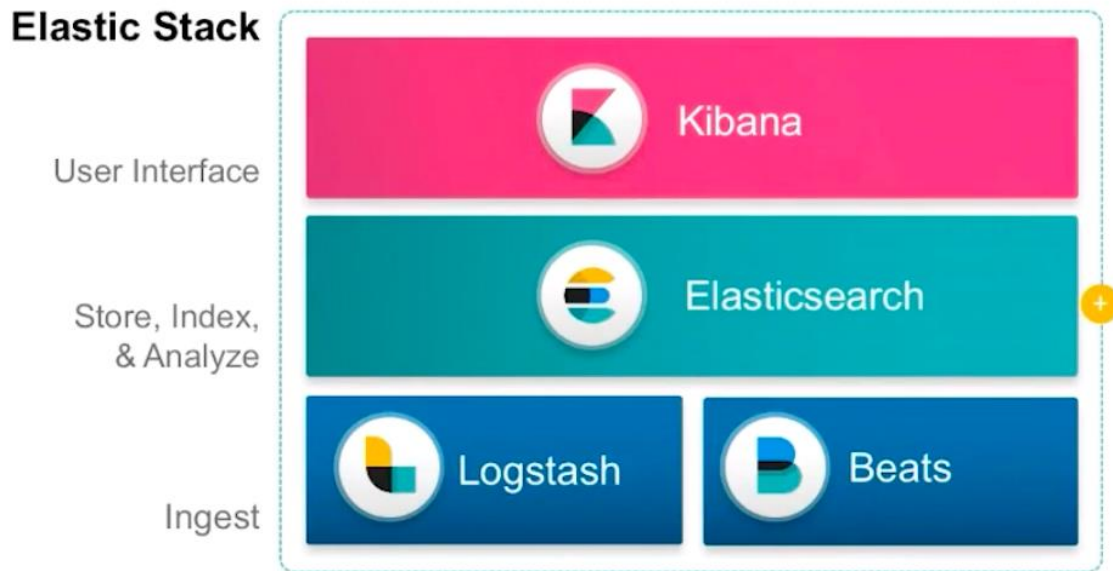 Elastic Stack
Kibana
User Interface
Elasticsearch
Store, Index,
& Analyze
Logstash
Beats
Ingest
+